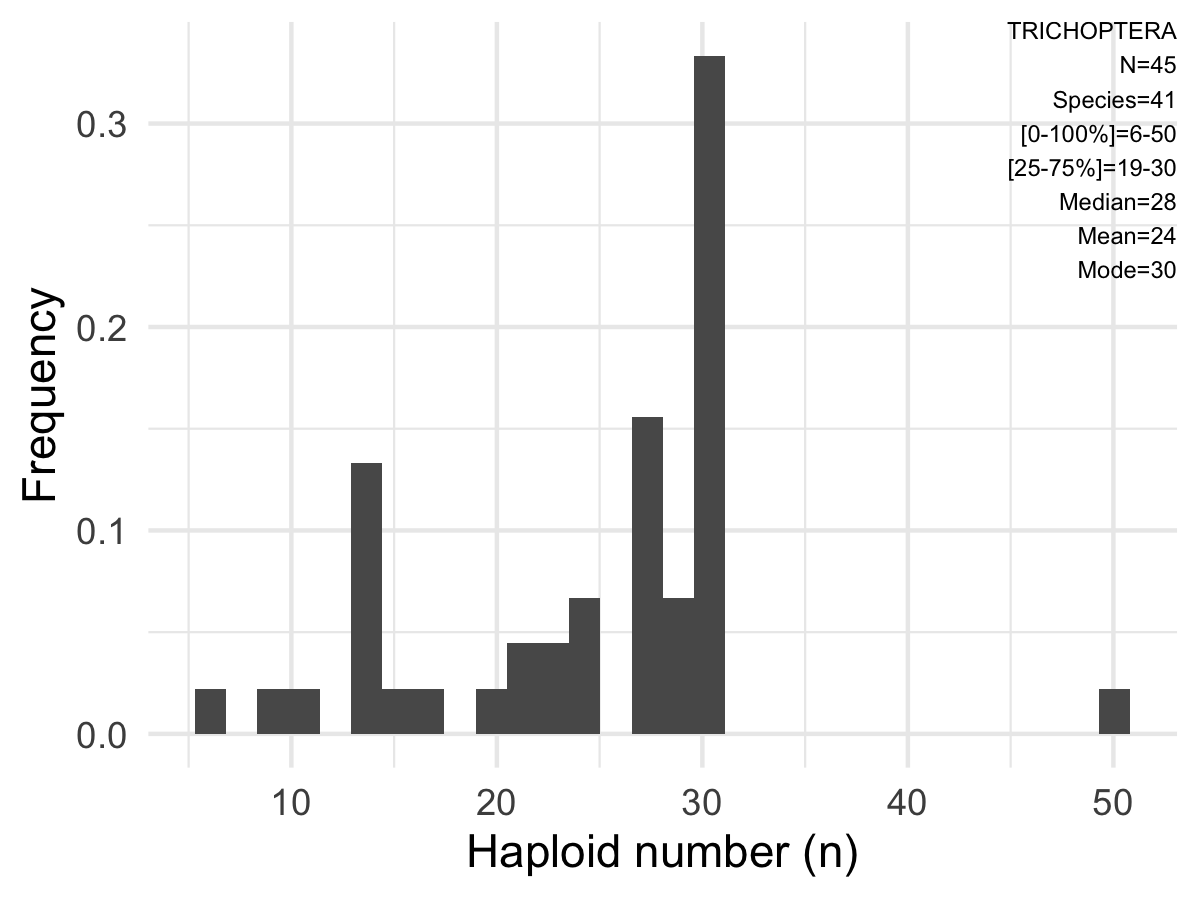 TRICHOPTERA
N=45
Species=41
[0-100%]=6-50
[25-75%]=19-30
Median=28
Mean=24
Mode=30
Frequency
0.3
0.2
0.1
0.0
10 20 30 40 50
Haploid number (n)